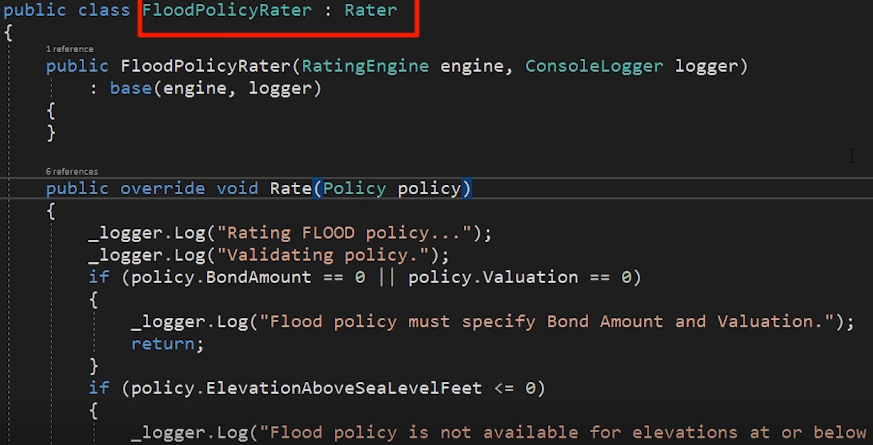 public class FloodPolicyRater : Rater
{
1 reference
public FloodPolicyRater(RatingEngine engine, ConsoleLogger logger)
: base(engine, logger)
{
}
6 references
public override void Rate(Policy policy)
{
_logger.Log("Rating FLOOD policy...");
_logger.Log("Validating policy.");
if (policy.BondAmount == 0 || policy.Valuation == 0)
{
_logger.Log("Flood policy must specify Bond Amount and Valuation.");
return;
}
if (policy.ElevationAboveSeaLevelFeet <= 0)
{
_logger.Log("Flood policy is not available for elevations at or below